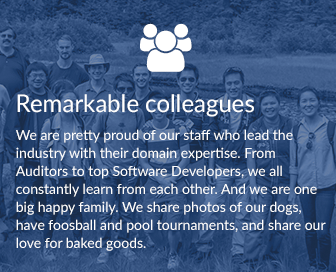 Remarkable colleagues
We are pretty proud of our staff who lead the
industry with their domain expertise. From
Auditors to top Software Developers, we all
constantly learn from each other. And we are one
big happy family. We share photos of our dogs,
have foosball and pool tournaments, and share our
love for baked goods.